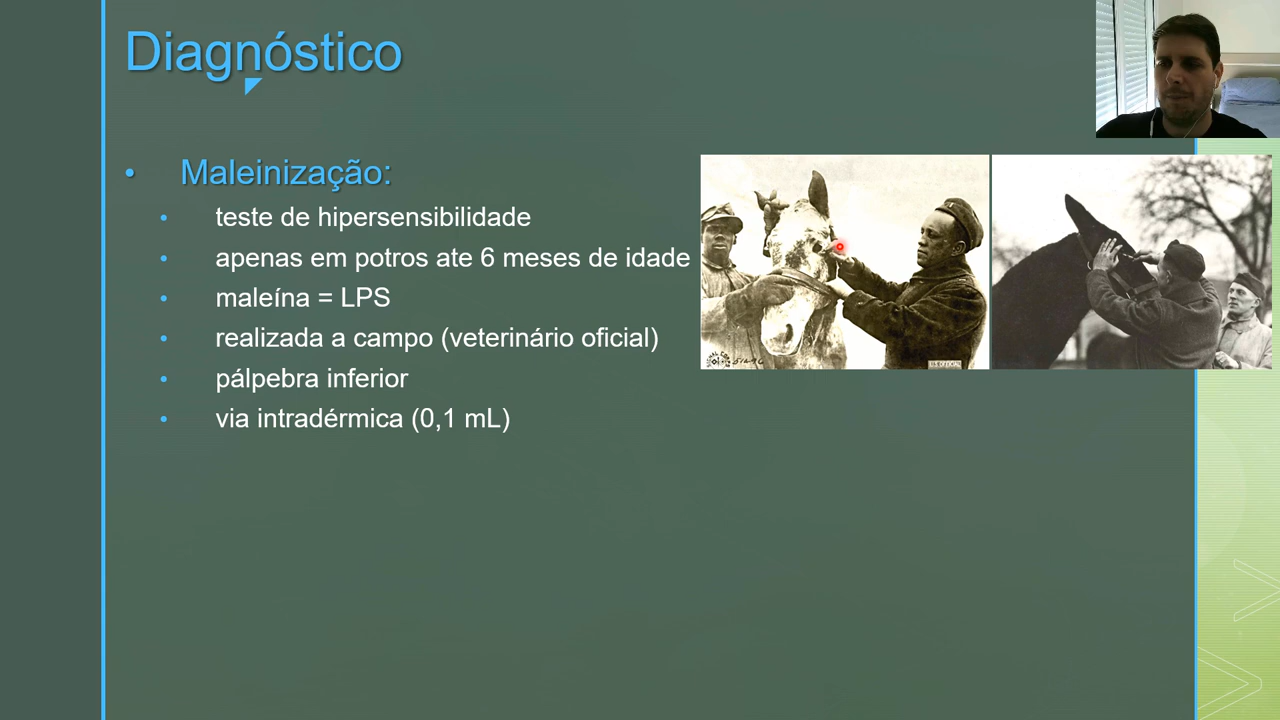 Diagnóstico
• Maleinização:
• teste de hipersensibilidade
• apenas em potros ate 6 meses de idade
• maleína = LPS
• realizada a campo (veterinário oficial)
• pálpebra inferior
• via intradérmica (0,1 mL)